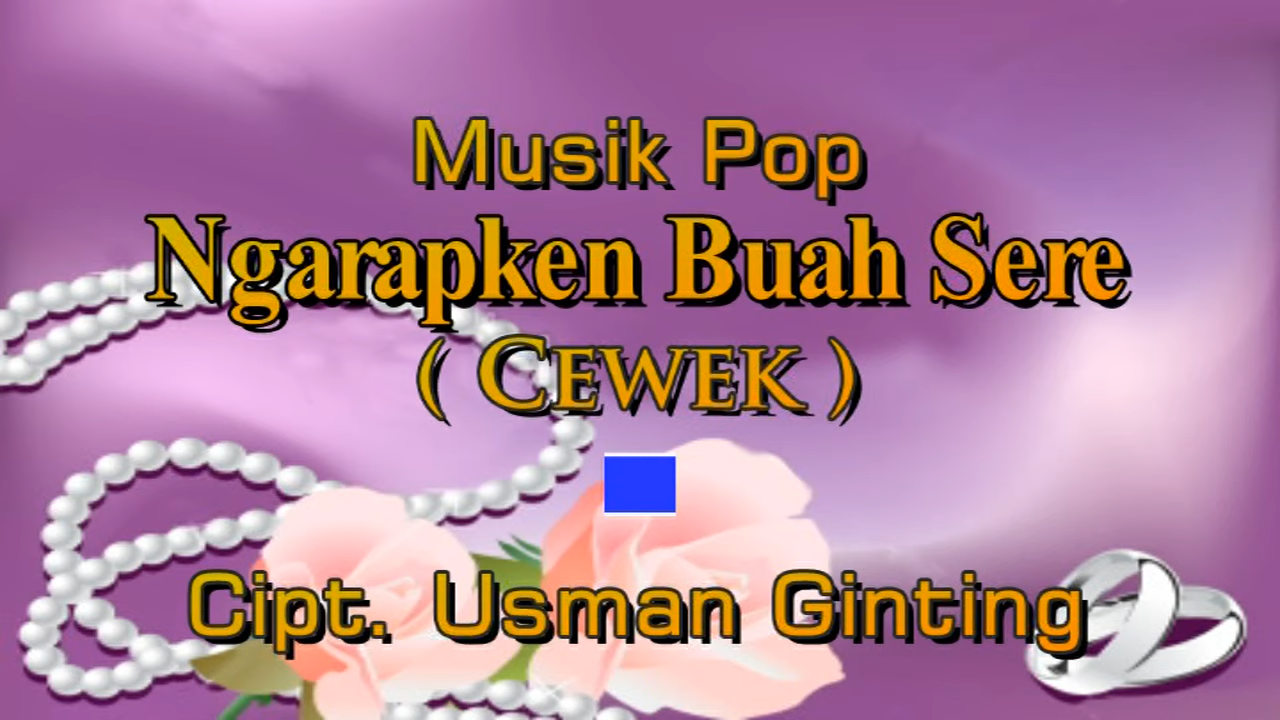 Musik Pop
Ngarapken Buah Sere
( CEWEK )
Cipt. Usman Ginting